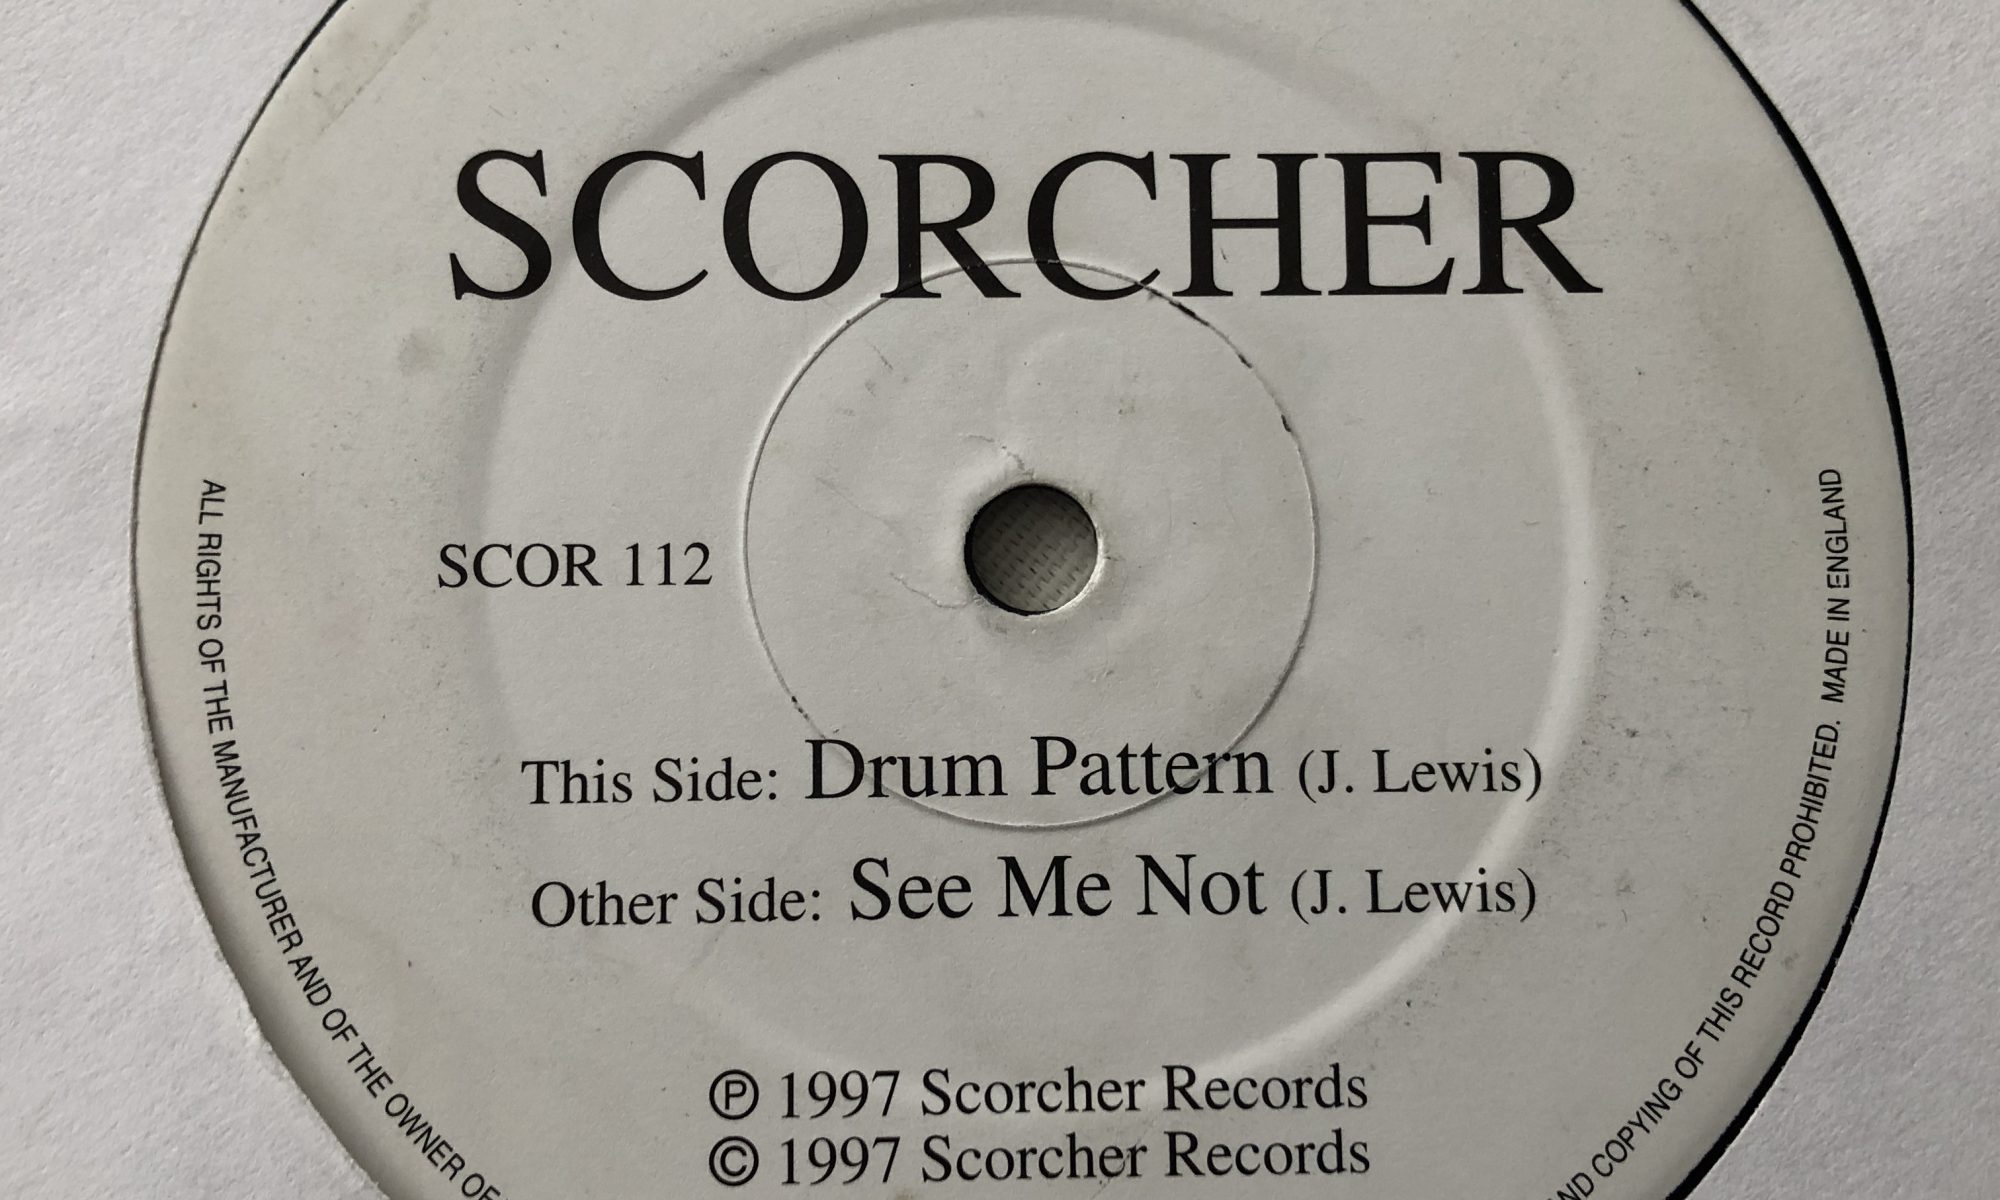 SCORCHER
SCOR 112
This Side: Drum Pattern (J. Lewis)
Other Side: See Me Not (J. Lewis)
℗ 1997 Scorcher Records
© 1997 Scorcher Records
ALL RIGHTS OF THE MANUFACTURER AND OF THE OWNER OF
AND COPYING OF THIS RECORD PROHIBITED. MADE IN ENGLAND